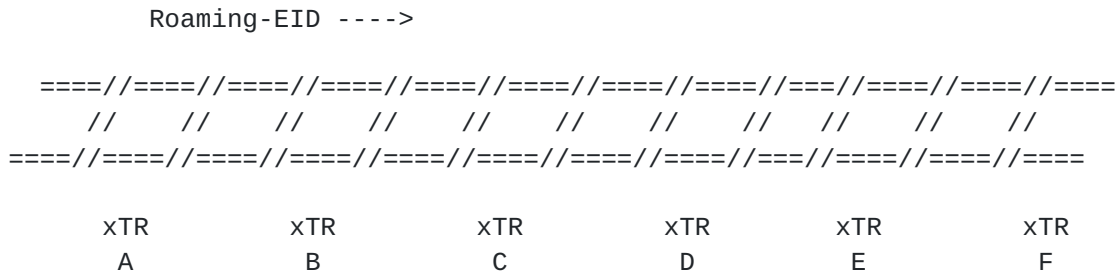 Roaming-EID ---->
====//====//====//====//====//====//====//====//===//====//====//====
// // // // // // // // // // //
====//====//====//====//====//====//====//====//===//====//====//====
xTR xTR xTR xTR xTR xTR
A B C D E F